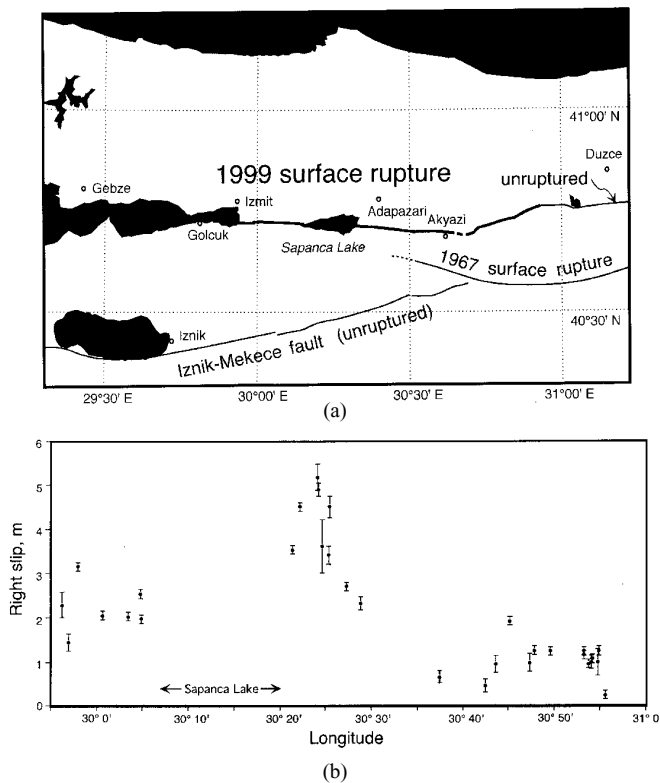 41°00' N
Duzce
1999 surface rupture
unruptured
Gebze
Izmit
Adapazari
Akyazi
Golcuk
Sapanca Lake
1967 surface rupture
40°30' N
Iznik
Iznik-Mekece fault (unruptured)
29°30' E
30°00' E
30°30' E
31°00' E
(a)
6
5
4
3
2
1
0
Right slip, m
Sapanca Lake
30° 0'
30° 10'
30° 20'
30° 30'
30° 40'
30° 50'
31° 0
Longitude
(b)